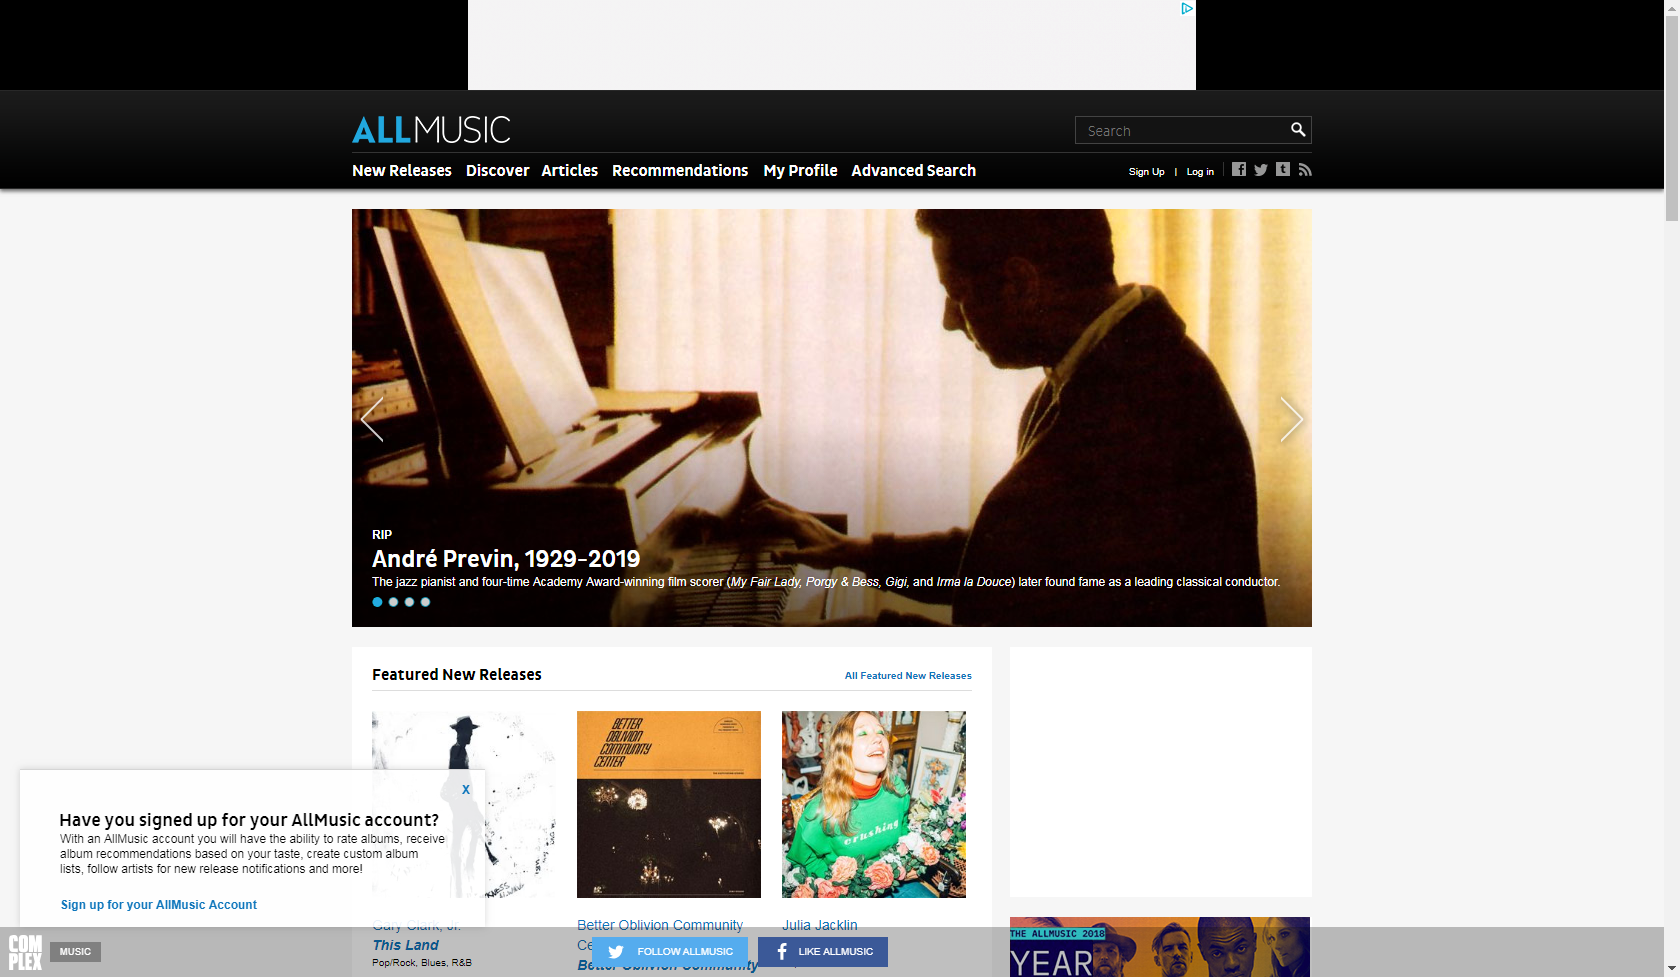 ALLMUSIC
Search
New Releases Discover Articles Recommendations My Profile Advanced Search
Sign Up | Log in
RIP
André Previn, 1929-2019
The jazz pianist and four-time Academy Award-winning film scorer (My Fair Lady, Porgy & Bess, Gigi, and Irma la Douce) later found fame as a leading classical conductor.
Featured New Releases
All Featured New Releases
BETTER
OBLIVION
COMMUNITY
CENTER
crushing
X
Have you signed up for your AllMusic account?
With an AllMusic account you will have the ability to rate albums, receive
album recommendations based on your taste, create custom album
lists, follow artists for new release notifications and more!
Sign up for your AllMusic Account
Gary Clark, Jr.
This Land
Pop/Rock, Blues, R&B
Better Oblivion Community
Ce
Better Oblivion Community
Julia Jacklin
THE ALLMUSIC 2018
YEAR
COM
PLEX
MUSIC
FOLLOW ALLMUSIC
LIKE ALLMUSIC